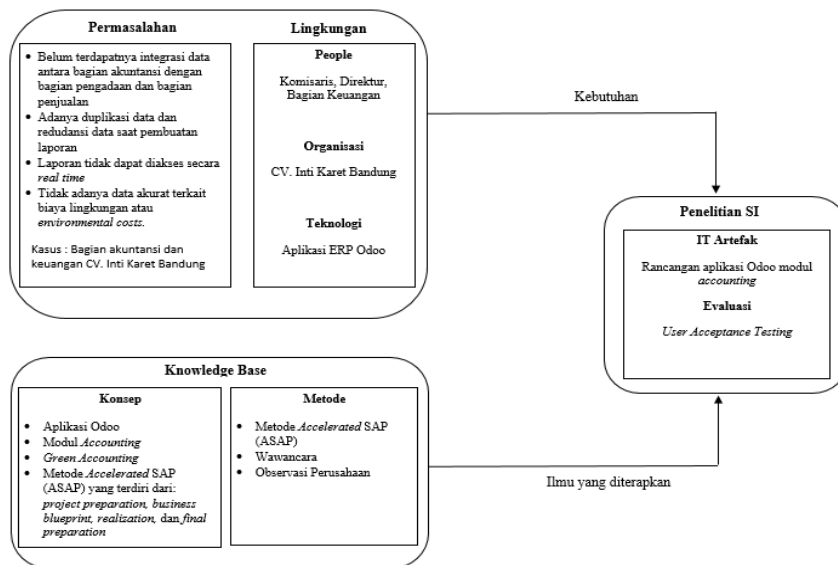 Permasalahan
Belum terdapatnya integrasi data
antara bagian akuntansi dengan
bagian pengadaan dan bagian
penjualan
Adanya duplikasi data dan
redudansi data saat pembuatan
laporan
Laporan tidak dapat diakses secara
real time
Tidak adanya data akurat terkait
biaya lingkungan atau
environmental costs.
Kasus : Bagian akuntansi dan
keuangan CV. Inti Karet Bandung
Lingkungan
People
Komisaris, Direktur,
Bagian Keuangan
Organisasi
CV. Inti Karet Bandung
Teknologi
Aplikasi ERP Odoo
Kebutuhan
Penelitian SI
IT Artefak
Rancangan aplikasi Odoo modul
accounting
Evaluasi
User Acceptance Testing
Knowledge Base
Konsep
Aplikasi Odoo
Modul Accounting
Green Accounting
Metode Accelerated SAP
(ASAP) yang terdiri dari:
project preparation, business
blueprint, realization, dan final
preparation
Metode
Metode Accelerated SAP
(ASAP)
Wawancara
Observasi Perusahaan
Ilmu yang diterapkan